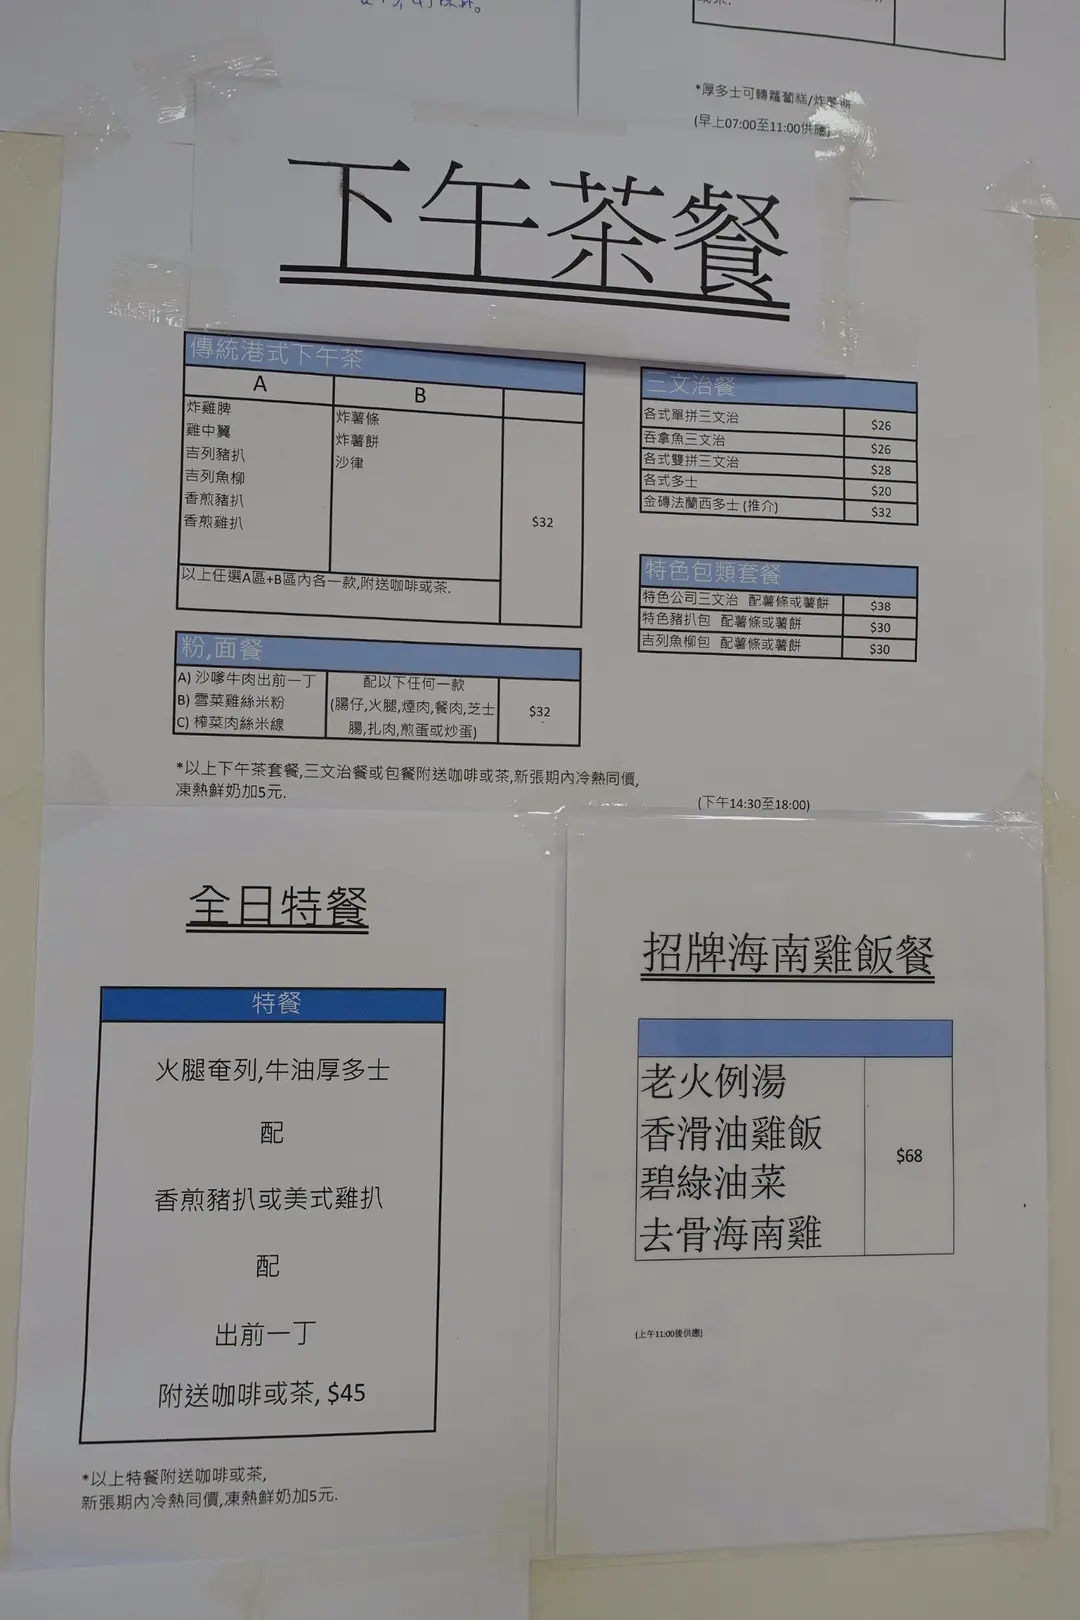 *厚多士可轉蘿蔔糕/炸薯餅
(早上07:00至11:00供應)
下午茶餐
傳統港式下午茶
A
B
炸雞脾
雞中翼
吉列豬扒
吉列魚柳
香煎豬扒
香煎雞扒
炸薯條
炸薯餅
沙律
$32
以上任選A區+B區內各一款,附送咖啡或茶.
三文治餐
各式單拼三文治 $26
吞拿魚三文治 $26
各式雙拼三文治 $28
各式多士 $20
金磚法蘭西多士 (推介) $32
特色包類套餐
特色公司三文治 配薯條或薯餅 $38
特色豬扒包 配薯條或薯餅 $30
吉列魚柳包 配薯條或薯餅 $30
粉,面餐
A) 沙嗲牛肉出前一丁
B) 雪菜雞絲米粉
C) 榨菜肉絲米線
配以下任何一款
(腸仔,火腿,煙肉,餐肉,芝士
腸,扎肉,煎蛋或炒蛋)
$32
*以上下午茶套餐,三文治餐或包餐附送咖啡或茶,新張期內冷熱同價,
凍熱鮮奶加5元.
(下午14:30至18:00)
全日特餐
特餐
火腿奄列,牛油厚多士
配
香煎豬扒或美式雞扒
配
出前一丁
附送咖啡或茶, $45
*以上特餐附送咖啡或茶,
新張期內冷熱同價,凍熱鮮奶加5元.
招牌海南雞飯餐
老火例湯
香滑油雞飯
碧綠油菜
去骨海南雞
$68
(上午11:00後供應)